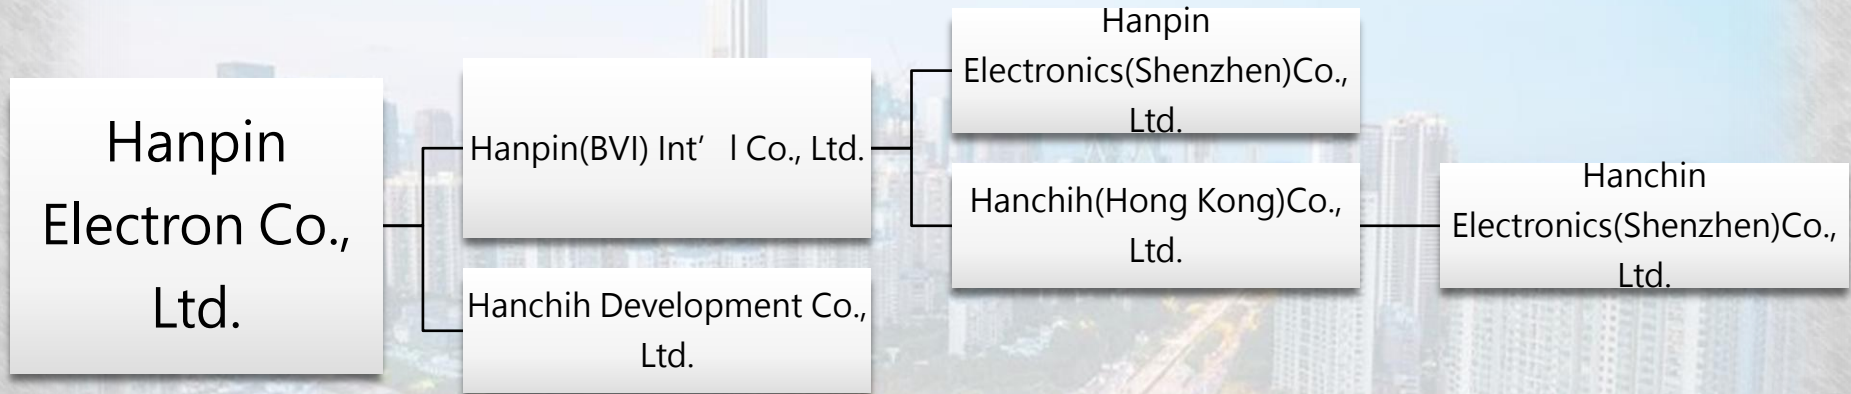 Hanpin
Electron Co.,
Ltd.
Hanpin(BVI) Int’ l Co., Ltd.
Hanchih Development Co.,
Ltd.
Hanpin
Electronics(Shenzhen)Co.,
Ltd.
Hanchih(Hong Kong)Co.,
Ltd.
Hanchin
Electronics(Shenzhen)Co.,
Ltd.